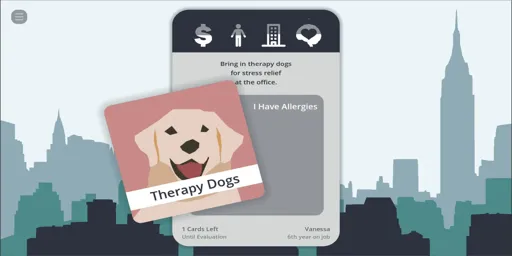 Bring in therapy dogs
for stress relief
at the office.
I Have Allergies
Therapy Dogs
1 Cards Left
Until Evaluation
Vanessa
6th year on job